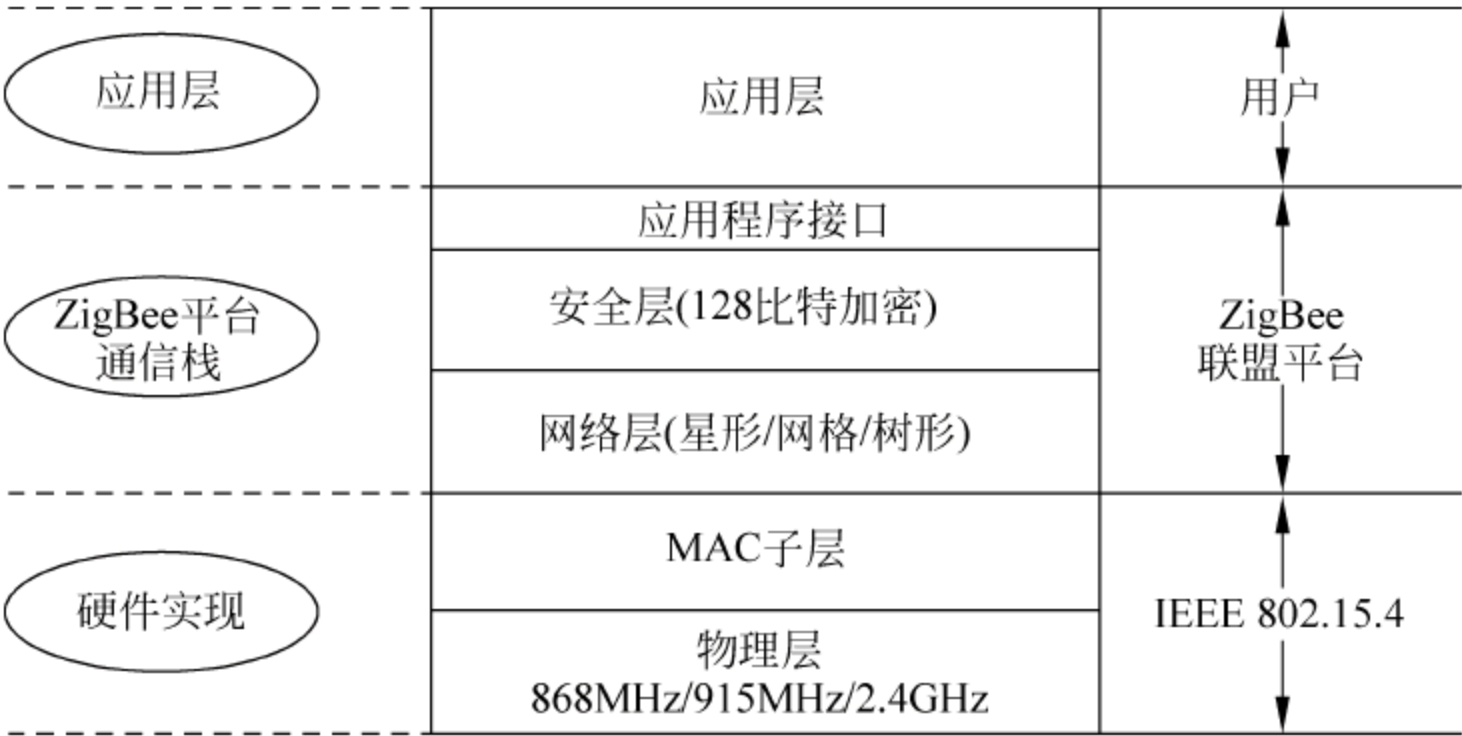 应用层
应用层
用户
应用程序接口
ZigBee平台
通信栈
安全层(128比特加密)
网络层(星形/网格/树形)
ZigBee
联盟平台
硬件实现
MAC子层
物理层
868MHz/915MHz/2.4GHz
IEEE 802.15.4